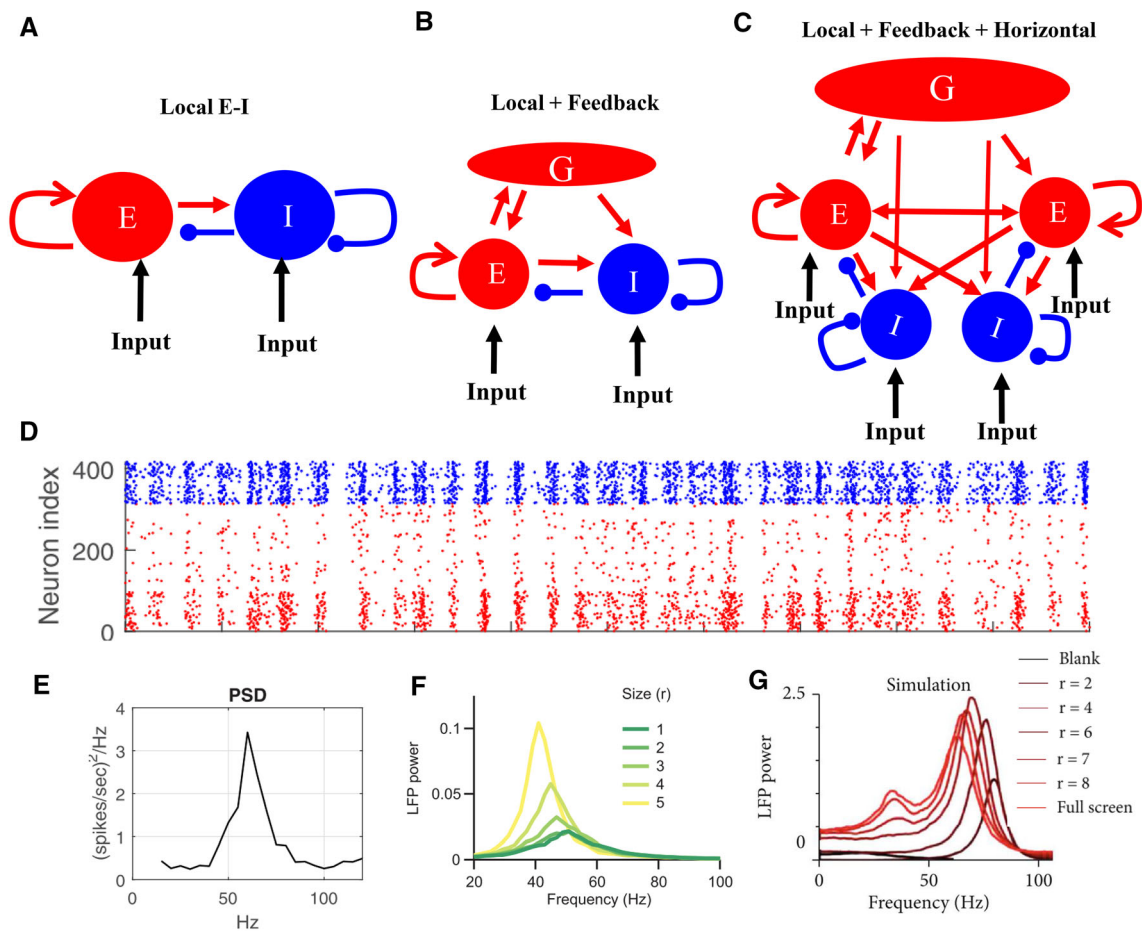 A
Local E-I
E
I
Input
Input
B
Local + Feedback
G
E
I
Input
Input
C
Local + Feedback + Horizontal
G
E
E
Input
Input
I
I
Input
Input
D
Neuron index
400
200
0
E
PSD
(spikes/sec)²/Hz
4
3
2
1
0
0
50
100
Hz
F
Size (r)
1
2
3
4
5
LFP power
0.1
0.05
0
20
40
60
80
100
Frequency (Hz)
G
Simulation
Blank
r = 2
r = 4
r = 6
r = 7
r = 8
Full screen
LFP power
2.5
0
0
50
100
Frequency (Hz)